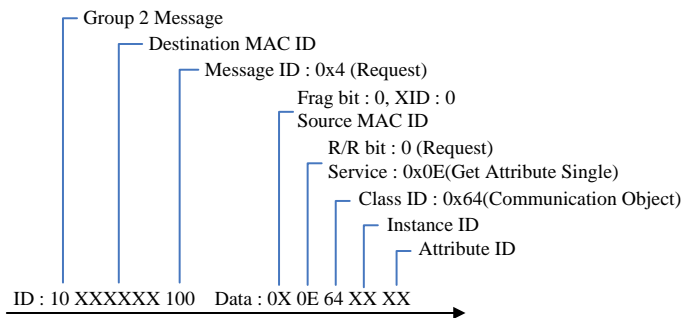 Group 2 Message
Destination MAC ID
Message ID : 0x4 (Request)
Frag bit : 0, XID : 0
Source MAC ID
R/R bit : 0 (Request)
Service : 0x0E(Get Attribute Single)
Class ID : 0x64(Communication Object)
Instance ID
Attribute ID
ID : 10 XXXXXX 100 Data : 0X 0E 64 XX XX